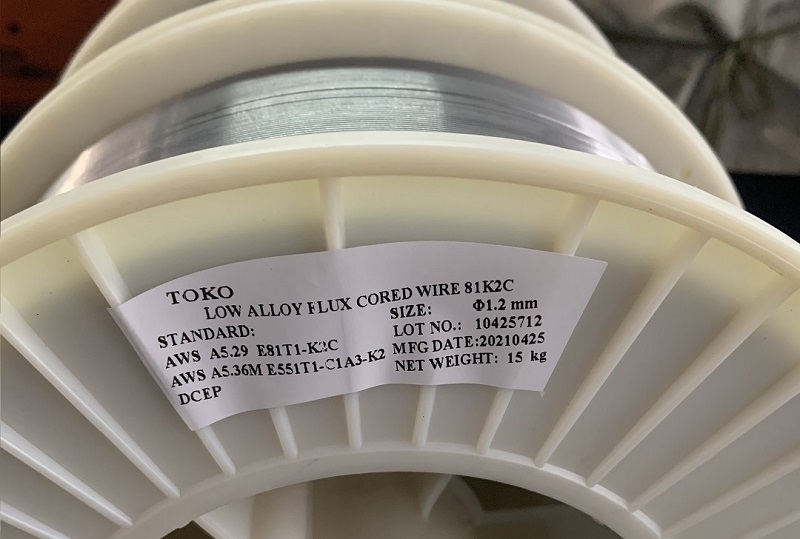 TOKO
LOW ALLOY FLUX CORED WIRE 81K2C
STANDARD:
AWS A5.29 E81T1-K2C
AWS A5.36M E551T1-C1A3-K2
DCEP
SIZE: Φ1.2 mm
LOT NO.: 10425712
MFG DATE:20210425
NET WEIGHT: 15 kg